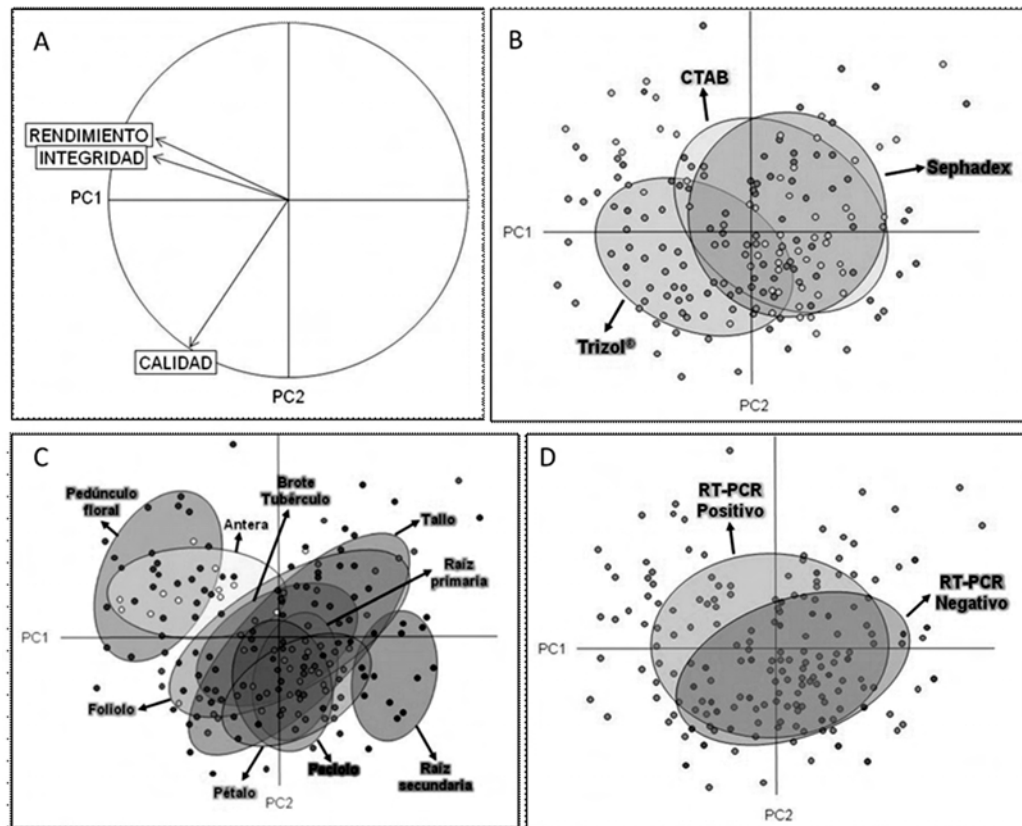 A
RENDIMIENTO
INTEGRIDAD
PC1
CALIDAD
PC2
B
CTAB
Sephadex
PC1
Trizol®
PC2
C
Pedúnculo
floral
Antera
Brote
Tubérculo
Tallo
Raíz
primaria
PC1
Foliolo
Pétalo
Peciolo
Raíz
secundaria
PC2
D
RT-PCR
Positivo
RT-PCR
Negativo
PC1
PC2